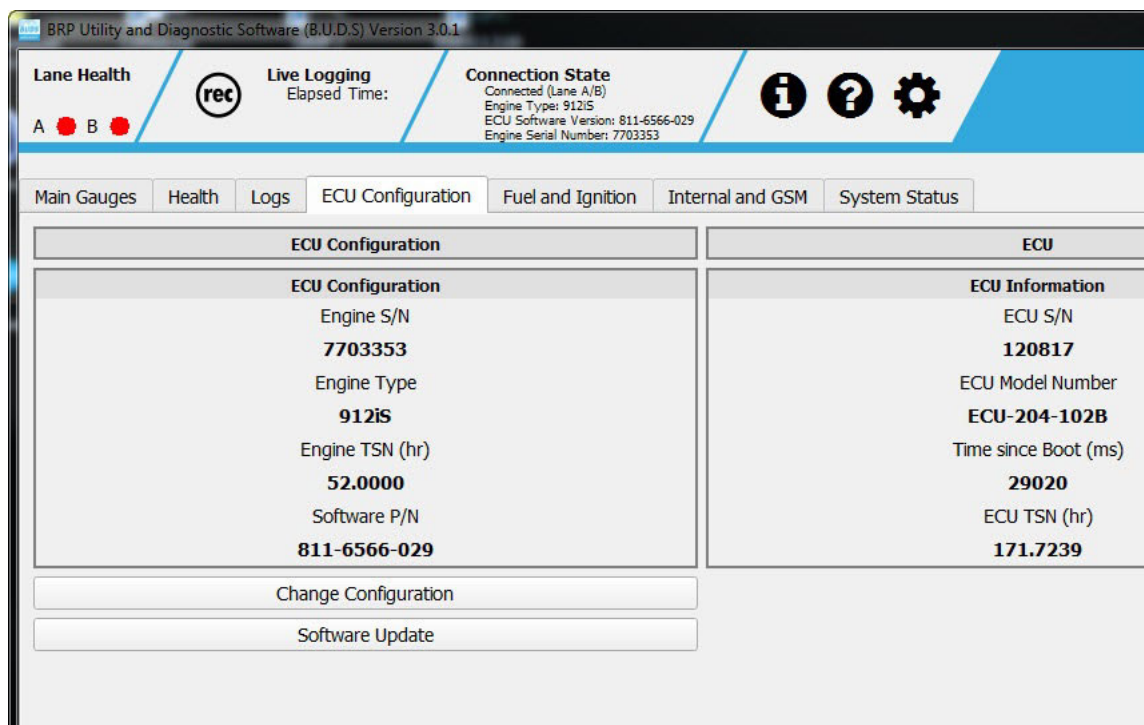 BRP Utility and Diagnostic Software (B.U.D.S) Version 3.0.1
Lane Health
A B
rec
Live Logging
Elapsed Time:
Connection State
Connected (Lane A/B)
Engine Type: 912iS
ECU Software Version: 811-6566-029
Engine Serial Number: 7703353
Main Gauges
Health
Logs
ECU Configuration
Fuel and Ignition
Internal and GSM
System Status
ECU Configuration
ECU Configuration
Engine S/N
7703353
Engine Type
912iS
Engine TSN (hr)
52.0000
Software P/N
811-6566-029
Change Configuration
Software Update
ECU
ECU Information
ECU S/N
120817
ECU Model Number
ECU-204-102B
Time since Boot (ms)
29020
ECU TSN (hr)
171.7239